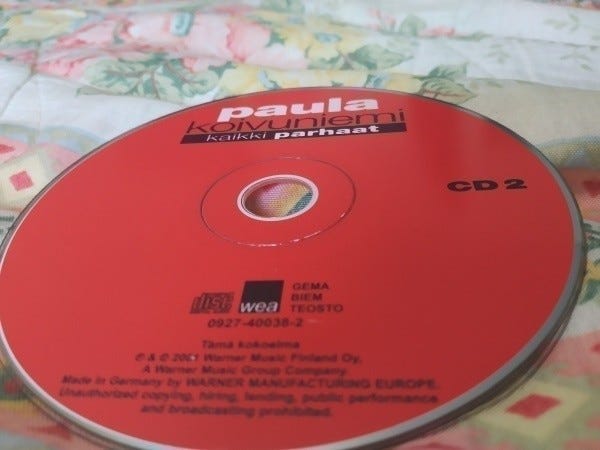 paula
koivuniemi
kaikki parhaat
CD 2
disc
wea
GEMA
BIEM
TEOSTO
0927-40038-2
Tämä kokoelma
℗ & © 2001 Warner Music Finland Oy,
A Warner Music Group Company.
Made in Germany by WARNER MANUFACTURING EUROPE.
Unauthorized copying, hiring, lending, public performance
and broadcasting prohibited.